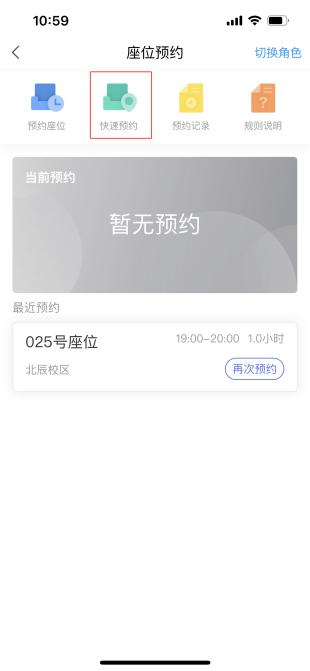 10:59
座位预约
切换角色
预约座位
快速预约
预约记录
规则说明
当前预约
暂无预约
最近预约
025号座位
19:00-20:00 1.0小时
北辰校区
再次预约